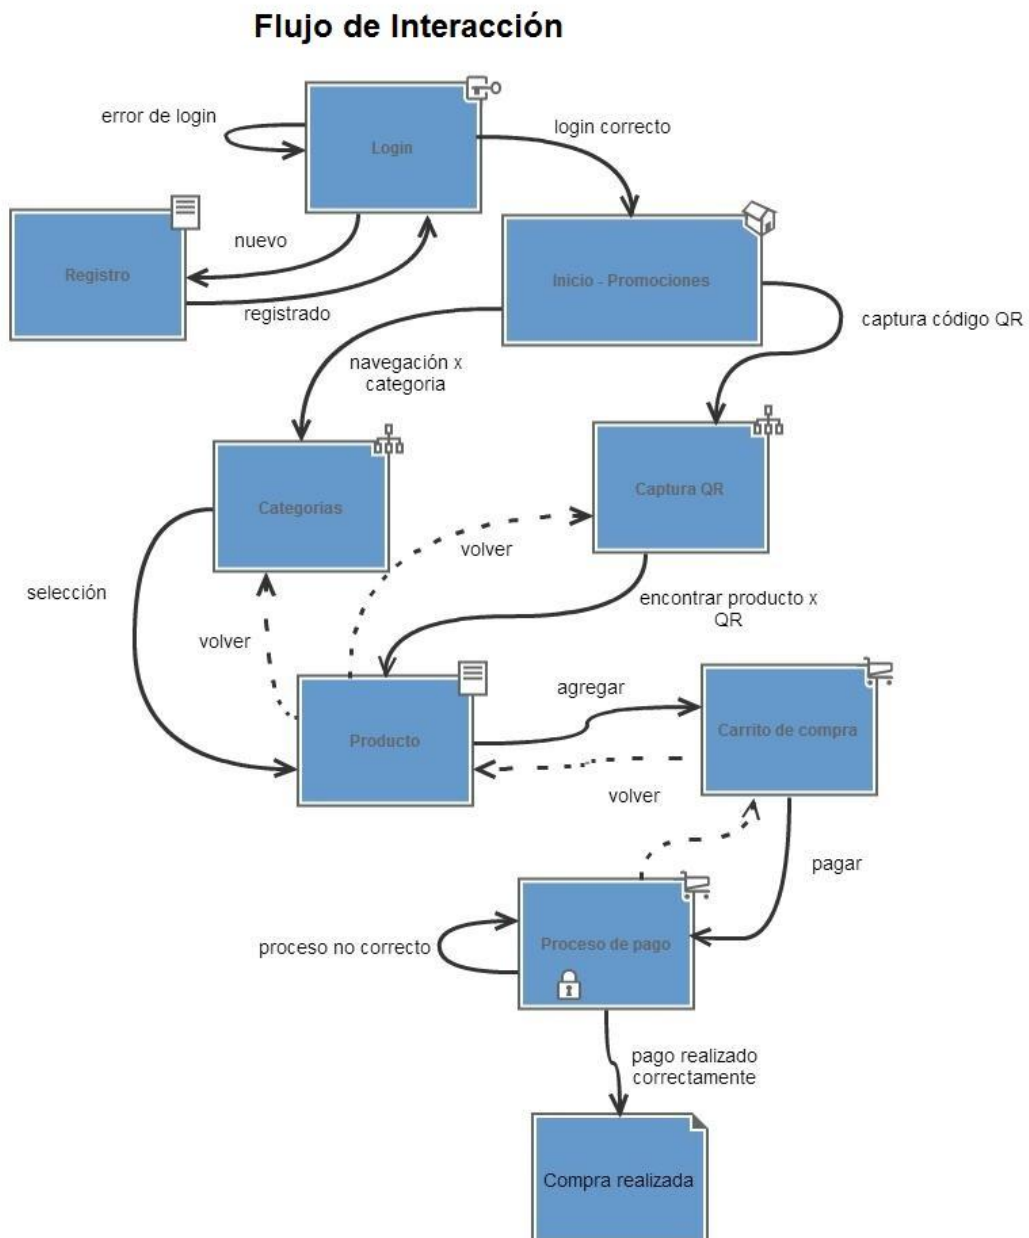 Flujo de Interacción
error de login
Login
login correcto
nuevo
Registro
registrado
Inicio - Promociones
captura código QR
navegación x
categoria
Categorias
Captura QR
volver
selección
encontrar producto x
QR
volver
agregar
Producto
Carrito de compra
volver
pagar
proceso no correcto
Proceso de pago
pago realizado
correctamente
Compra realizada